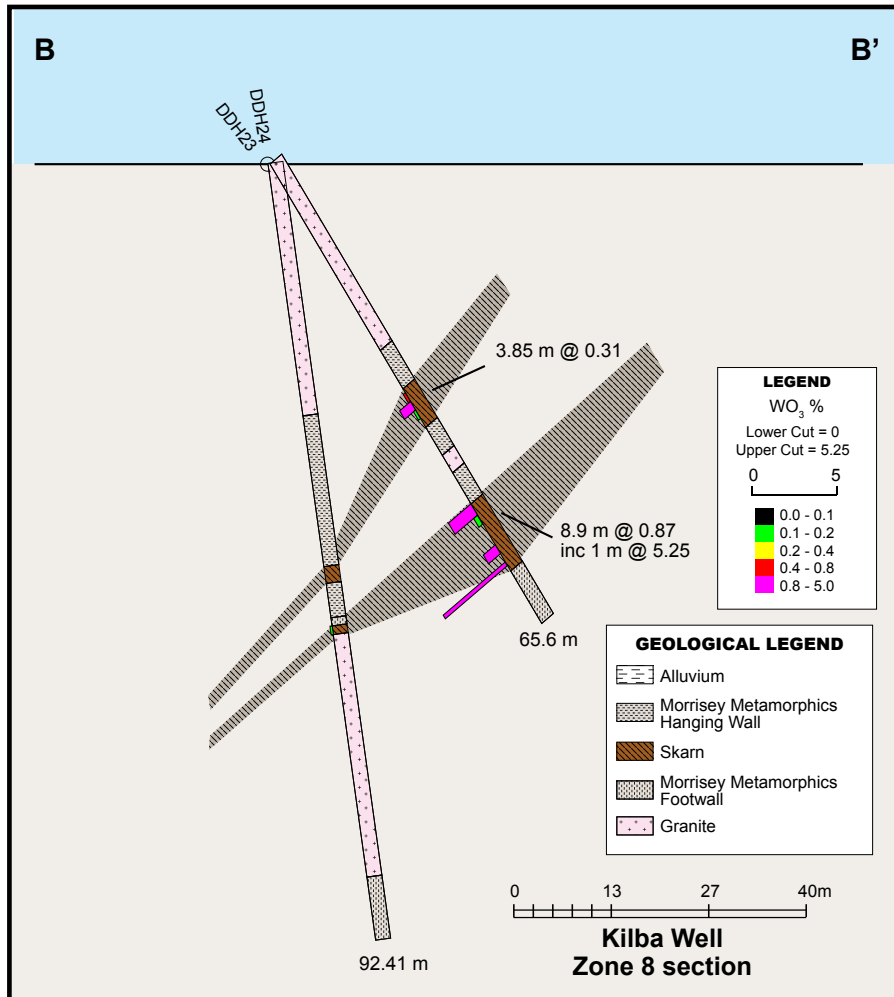 B
B’
DDH23
DDH24
3.85 m @ 0.31
8.9 m @ 0.87
inc 1 m @ 5.25
65.6 m
92.41 m
LEGEND
WO3 %
Lower Cut = 0
Upper Cut = 5.25
0 5
0.0 - 0.1
0.1 - 0.2
0.2 - 0.4
0.4 - 0.8
0.8 - 5.0
GEOLOGICAL LEGEND
Alluvium
Morrisey Metamorphics
Hanging Wall
Skarn
Morrisey Metamorphics
Footwall
Granite
0 13 27 40m
Kilba Well
Zone 8 section